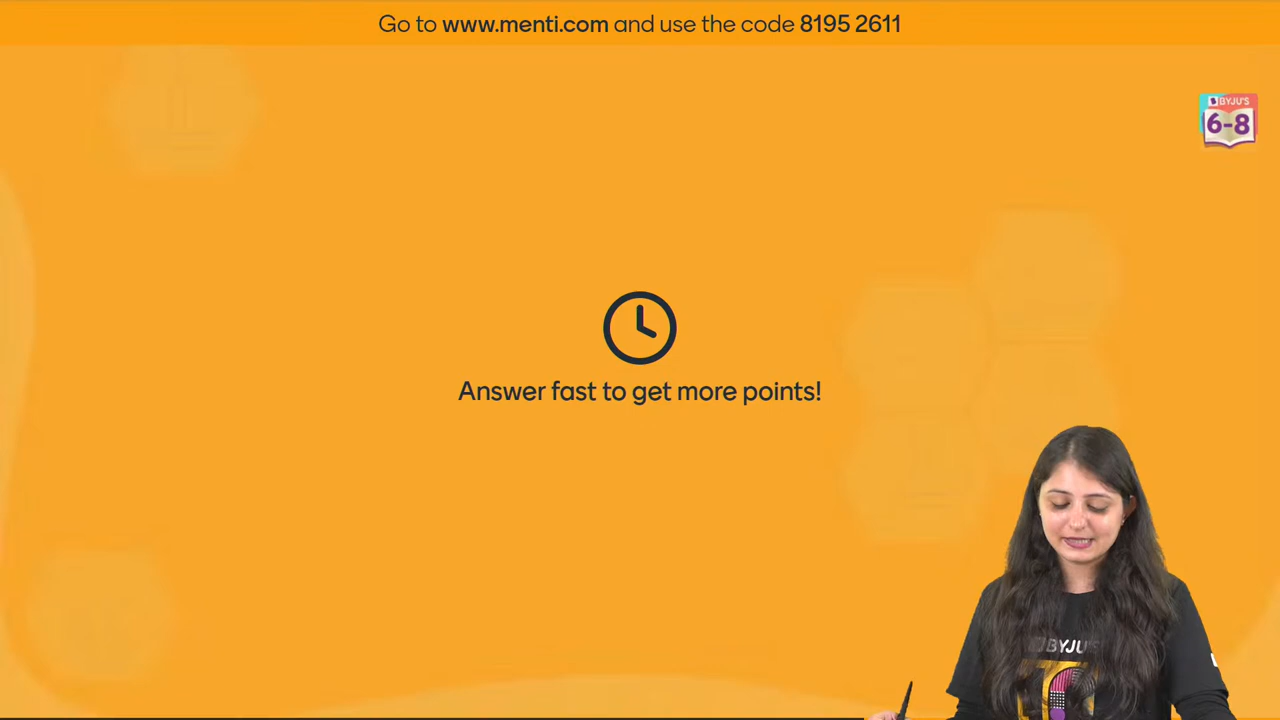 Go to www.menti.com and use the code 8195 2611
BYJU'S
6-8
Answer fast to get more points!
BYJU'S